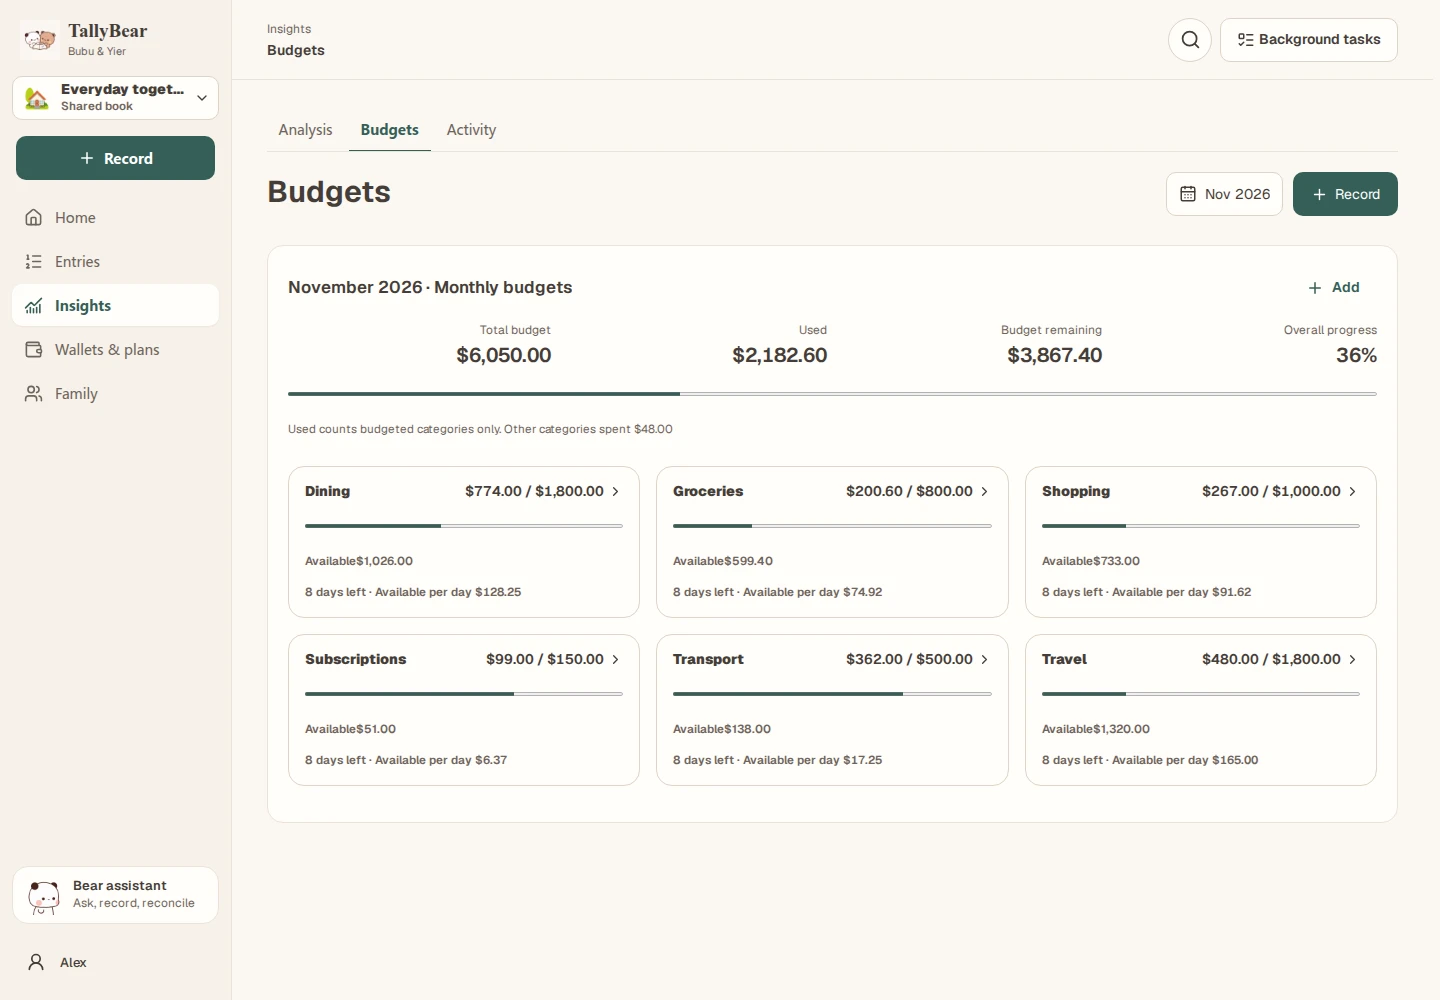 TallyBear
Bubu & Yier
Everyday toget...
Shared book
Record
Home
Entries
Insights
Wallets & plans
Family
Bear assistant
Ask, record, reconcile
Alex
Insights
Budgets
Background tasks
Analysis
Budgets
Activity
Budgets
Nov 2026
Record
November 2026 · Monthly budgets
Add
Total budget
$6,050.00
Used
$2,182.60
Budget remaining
$3,867.40
Overall progress
36%
Used counts budgeted categories only. Other categories spent $48.00
Dining $774.00 / $1,800.00
Available$1,026.00
8 days left · Available per day $128.25
Groceries $200.60 / $800.00
Available$599.40
8 days left · Available per day $74.92
Shopping $267.00 / $1,000.00
Available$733.00
8 days left · Available per day $91.62
Subscriptions $99.00 / $150.00
Available$51.00
8 days left · Available per day $6.37
Transport $362.00 / $500.00
Available$138.00
8 days left · Available per day $17.25
Travel $480.00 / $1,800.00
Available$1,320.00
8 days left · Available per day $165.00